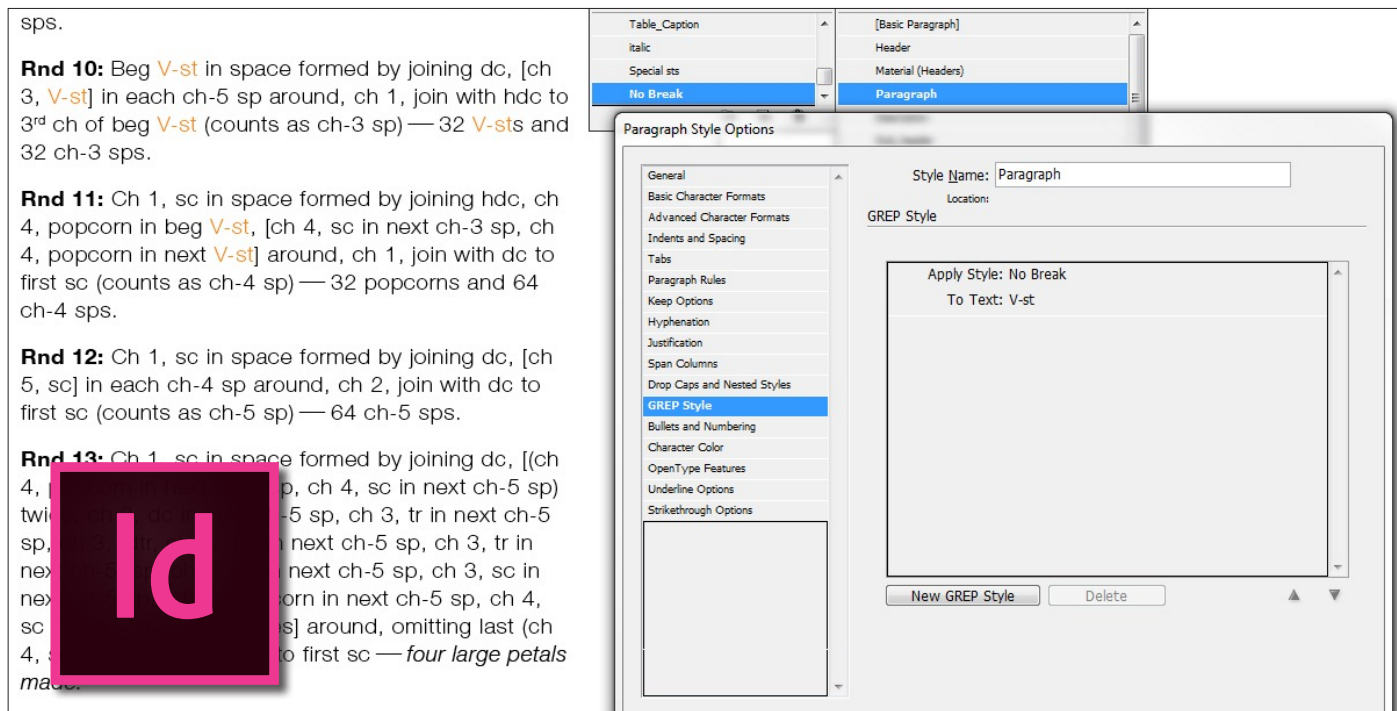 sps.
Rnd 10: Beg V-st in space formed by joining dc, [ch
3, V-st] in each ch-5 sp around, ch 1, join with hdc to
3rd ch of beg V-st (counts as ch-3 sp) — 32 V-sts and
32 ch-3 sps.
Rnd 11: Ch 1, sc in space formed by joining hdc, ch
4, popcorn in beg V-st, [ch 4, sc in next ch-3 sp, ch
4, popcorn in next V-st] around, ch 1, join with dc to
first sc (counts as ch-4 sp) — 32 popcorns and 64
ch-4 sps.
Rnd 12: Ch 1, sc in space formed by joining dc, [ch
5, sc] in each ch-4 sp around, ch 2, join with dc to
first sc (counts as ch-5 sp) — 64 ch-5 sps.
Rnd 13: Ch 1, sc in space formed by joining dc, [(ch
4, p, ch 4, sc in next ch-5 sp)
-5 sp, ch 3, tr in next ch-5
sp, next ch-5 sp, ch 3, tr in
next ch-5 sp, ch 3, sc in
in next ch-5 sp, ch 4,
sc around, omitting last (ch
4, to first sc — four large petals
made.
Id
Table_Caption
italic
Special sts
No Break
[Basic Paragraph]
Header
Material (Headers)
Paragraph
Paragraph Style Options
General
Basic Character Formats
Advanced Character Formats
Indents and Spacing
Tabs
Paragraph Rules
Keep Options
Hyphenation
Justification
Span Columns
Drop Caps and Nested Styles
GREP Style
Bullets and Numbering
Character Color
OpenType Features
Underline Options
Strikethrough Options
Style Name: Paragraph
Location:
GREP Style
Apply Style: No Break
To Text: V-st
New GREP Style
Delete